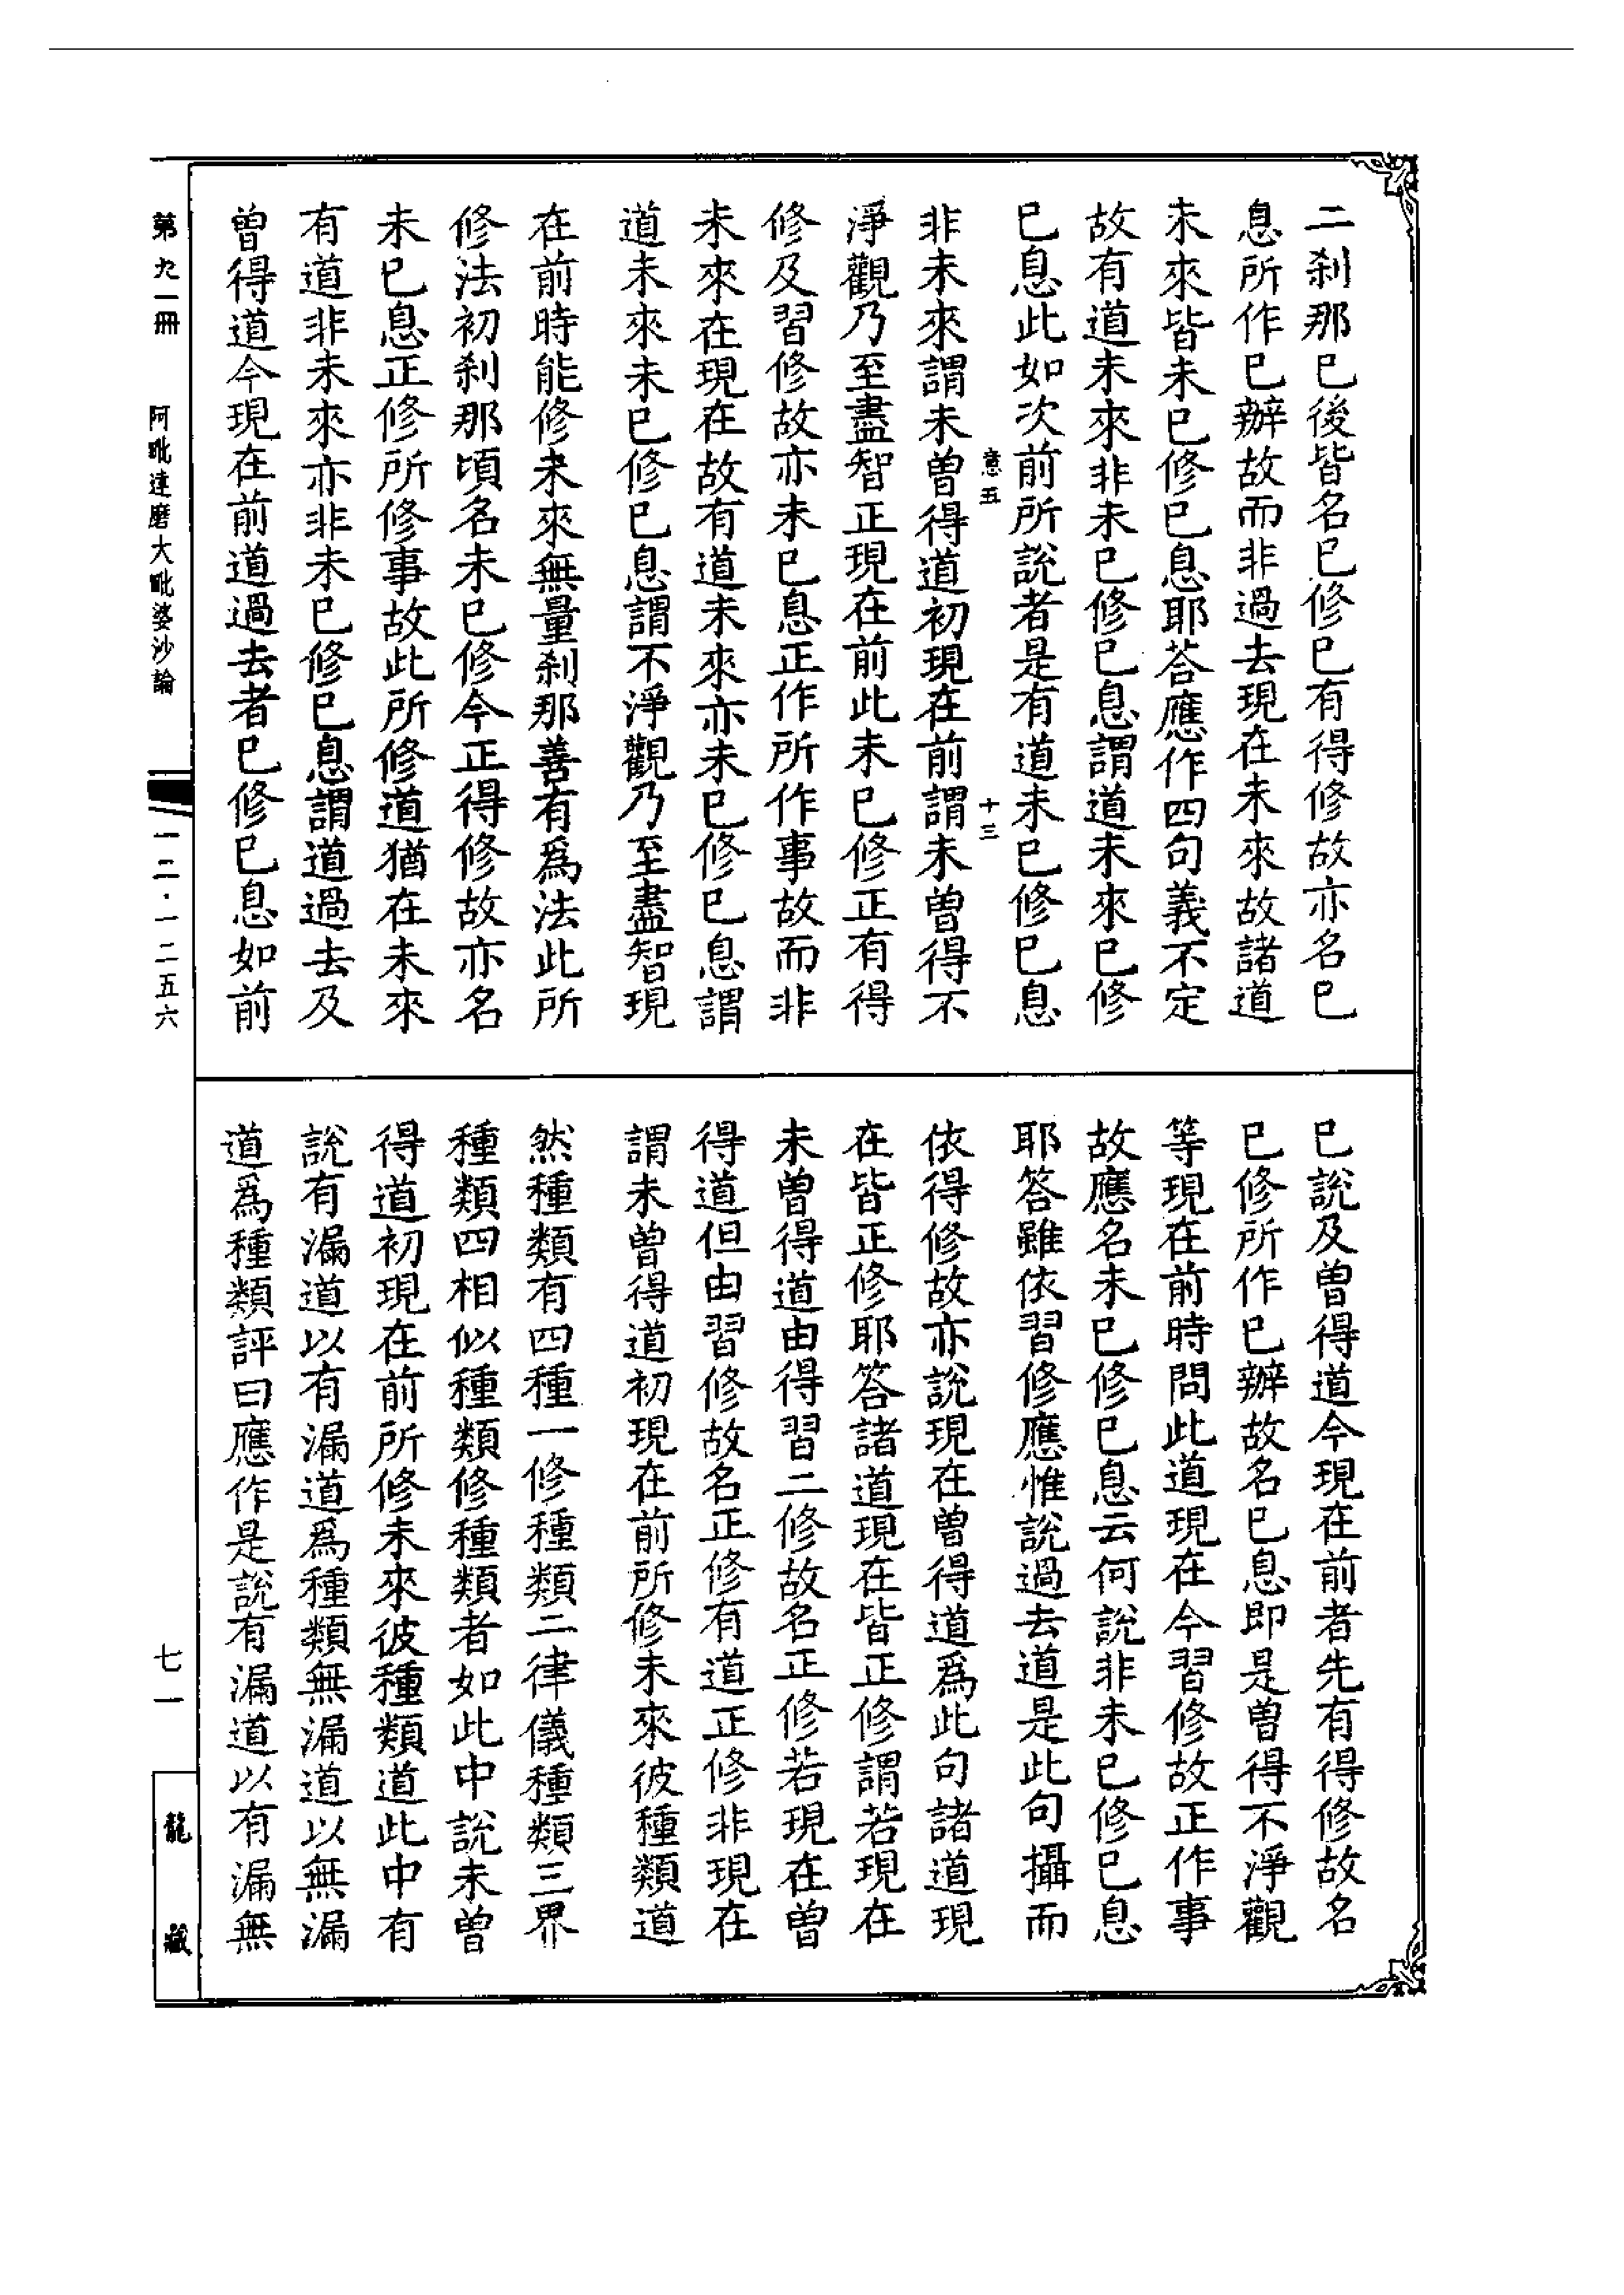 二剎那已後皆名已修已有得修故亦名已
息所作已辦故而非過去現在未來故諸道
未來皆未已修已息耶答應作四句義不定
故有道未來非未已修已息謂道未來已修
已息此如次前所說者是有道未已修已息
意五
十三
非未來謂未曾得道初現在前謂未曾得不
淨觀乃至盡智正現在前此未已修正有得
修及習修故亦未已息正作所作事故而非
未來在現在故有道未來亦未已修已息謂
道未來未已修已息謂不淨觀乃至盡智現
在前時能修未來無量剎那善有為法此所
修法初剎那頃名未已修今正得修故亦名
未已息正修所修事故此所修道猶在未來
有道非未來亦非未已修已息謂道過去及
曾得道今現在前道過去者已修已息如前
已說及曾得道今現在前者先有得修故名
已修所作已辦故名已息即是曾得不淨觀
等現在前時問此道現在今習修故正作事
故應名未已修已息云何說非未已修已息
耶答雖依習修應惟說過去道是此句攝而
依得修故亦說現在曾得道為此句諸道現
在皆正修耶答諸道現在皆正修謂若現在
未曾得道由得習二修故名正修若現在曾
得道但由習修故名正修有道正修非現在
謂未曾得道初現在前所修未來彼種類道
然種類有四種一修種類二律儀種類三界
種類四相似種類修種類者如此中說未曾
得道初現在前所修未來彼種類道此中有
說有漏道以有漏道為種類無漏道以無漏
道為種類評曰應作是說有漏道以有漏無
第九一冊
阿毗達磨大毗婆沙論
一二·一二五六
七一
龍藏